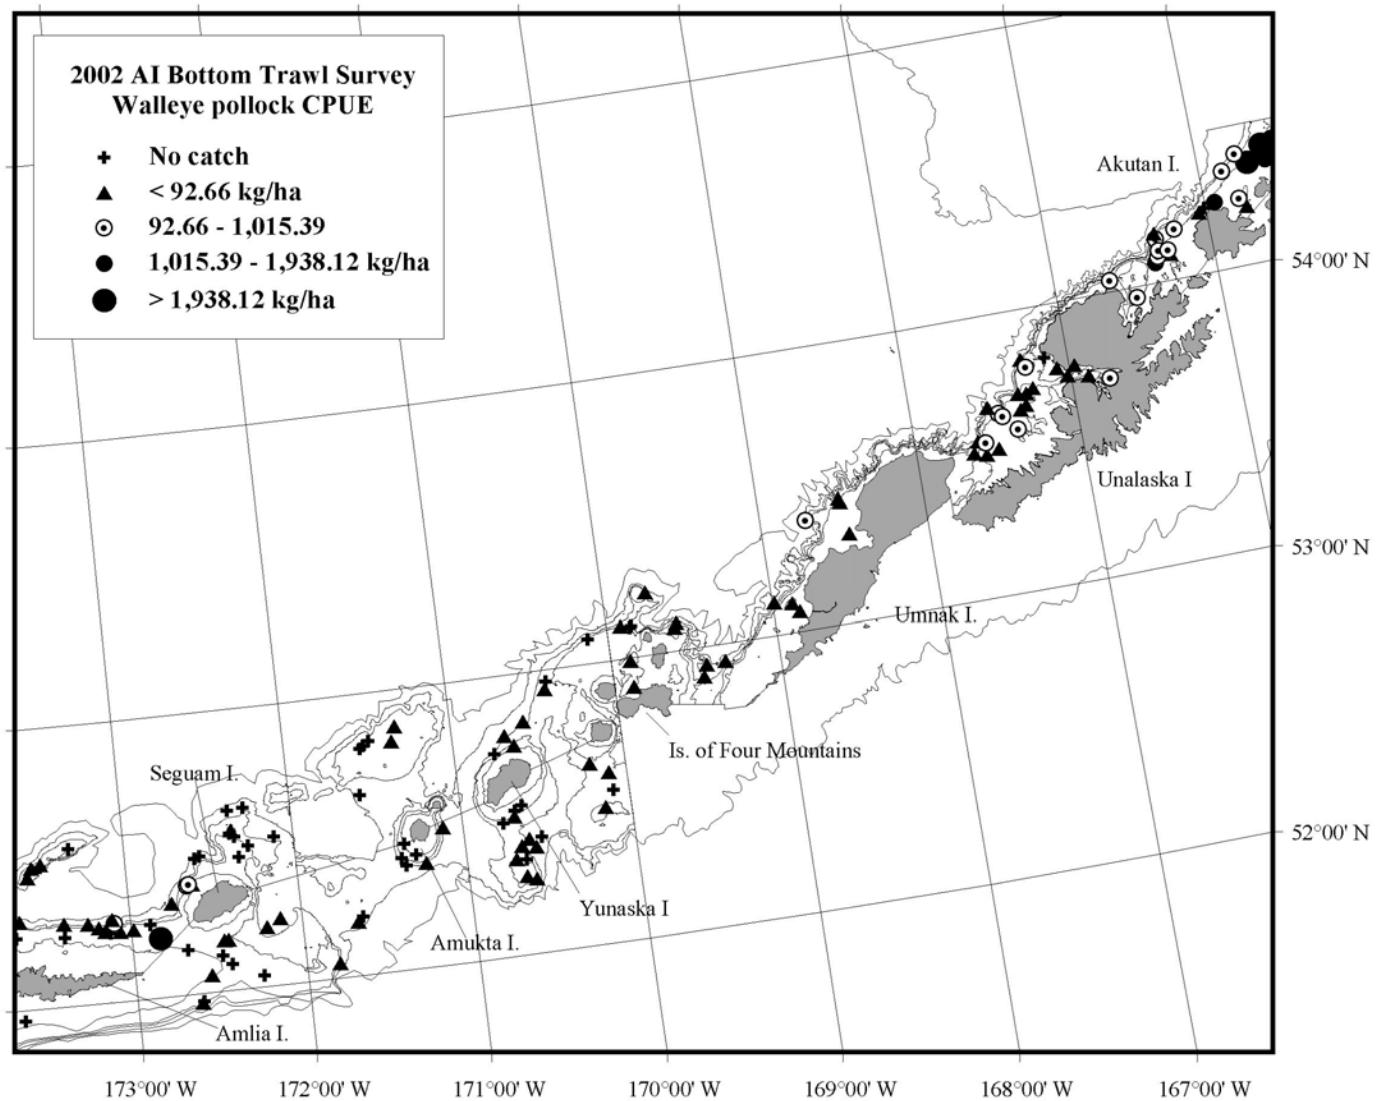 2002 AI Bottom Trawl Survey
Walleye pollock CPUE
No catch
< 92.66 kg/ha
92.66 - 1,015.39
1,015.39 - 1,938.12 kg/ha
> 1,938.12 kg/ha
Akutan I.
54°00' N
Unalaska I
53°00' N
Umnak I.
Is. of Four Mountains
Seguam I.
52°00' N
Yunaska I
Amukta I.
Amlia I.
173°00' W
172°00' W
171°00' W
170°00' W
169°00' W
168°00' W
167°00' W